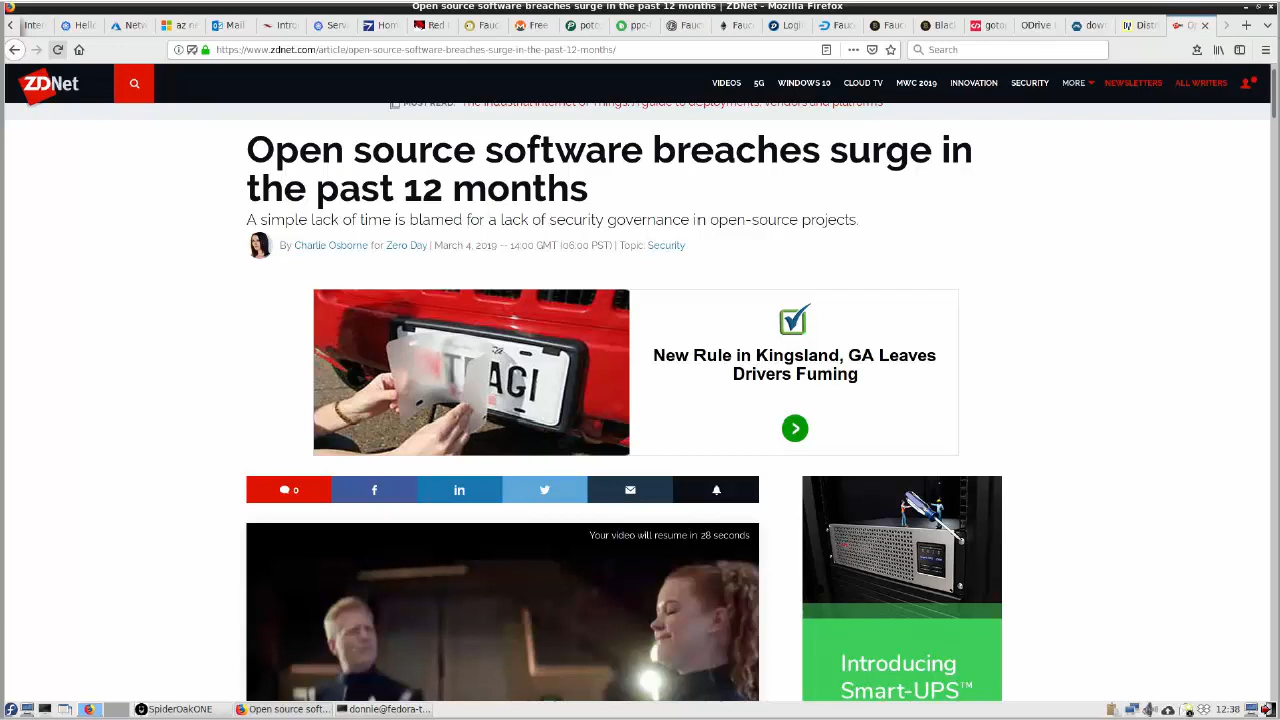 Open source software breaches surge in the past 12 months | ZDNet - Mozilla Firefox
Inter
Hello
Netw
az ne
Mail
Intro
Servi
Hom
Red
Fauc
Free
poto
ppc-
Fauc
Dog
Login
Fauc
Fauc
Blac
goto
ODrive
dow
Distr
Op
https://www.zdnet.com/article/open-source-software-breaches-surge-in-the-past-12-months/
Search
ZDNet
VIDEOS 5G WINDOWS 10 CLOUD TV MWC 2019 INNOVATION SECURITY MORE NEWSLETTERS ALL WRITERS
MUST READ: The Industrial Internet of Things: A guide to deployments, vendors and platforms
Open source software breaches surge in
the past 12 months
A simple lack of time is blamed for a lack of security governance in open-source projects.
By Charlie Osborne for Zero Day | March 4, 2019 -- 14:00 GMT (06:00 PST) | Topic: Security
New Rule in Kingsland, GA Leaves
Drivers Fuming
0
Your video will resume in 28 seconds
Introducing
Smart-UPS™
SpiderOakONE
Open source soft...
donnie@fedora-t...
12:38